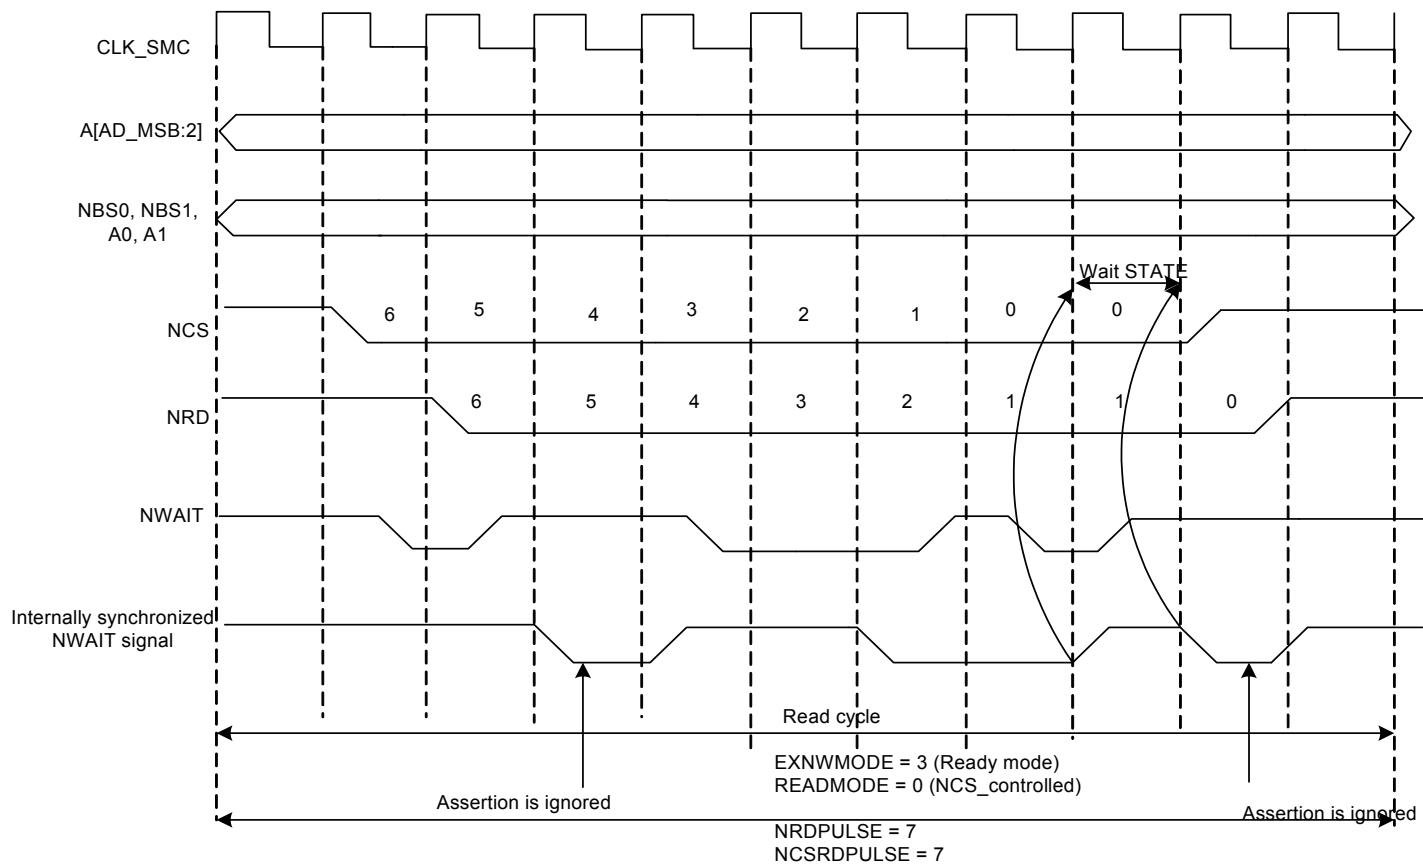 CLK_SMC
A[AD_MSB:2]
NBS0, NBS1,
A0, A1
Wait STATE
NCS
6 5 4 3 2 1 0 0
NRD
6 5 4 3 2 1 1 0
NWAIT
Internally synchronized
NWAIT signal
Read cycle
EXNWMODE = 3 (Ready mode)
READMODE = 0 (NCS_controlled)
Assertion is ignored
Assertion is ignored
NRDPULSE = 7
NCSRDPULSE = 7